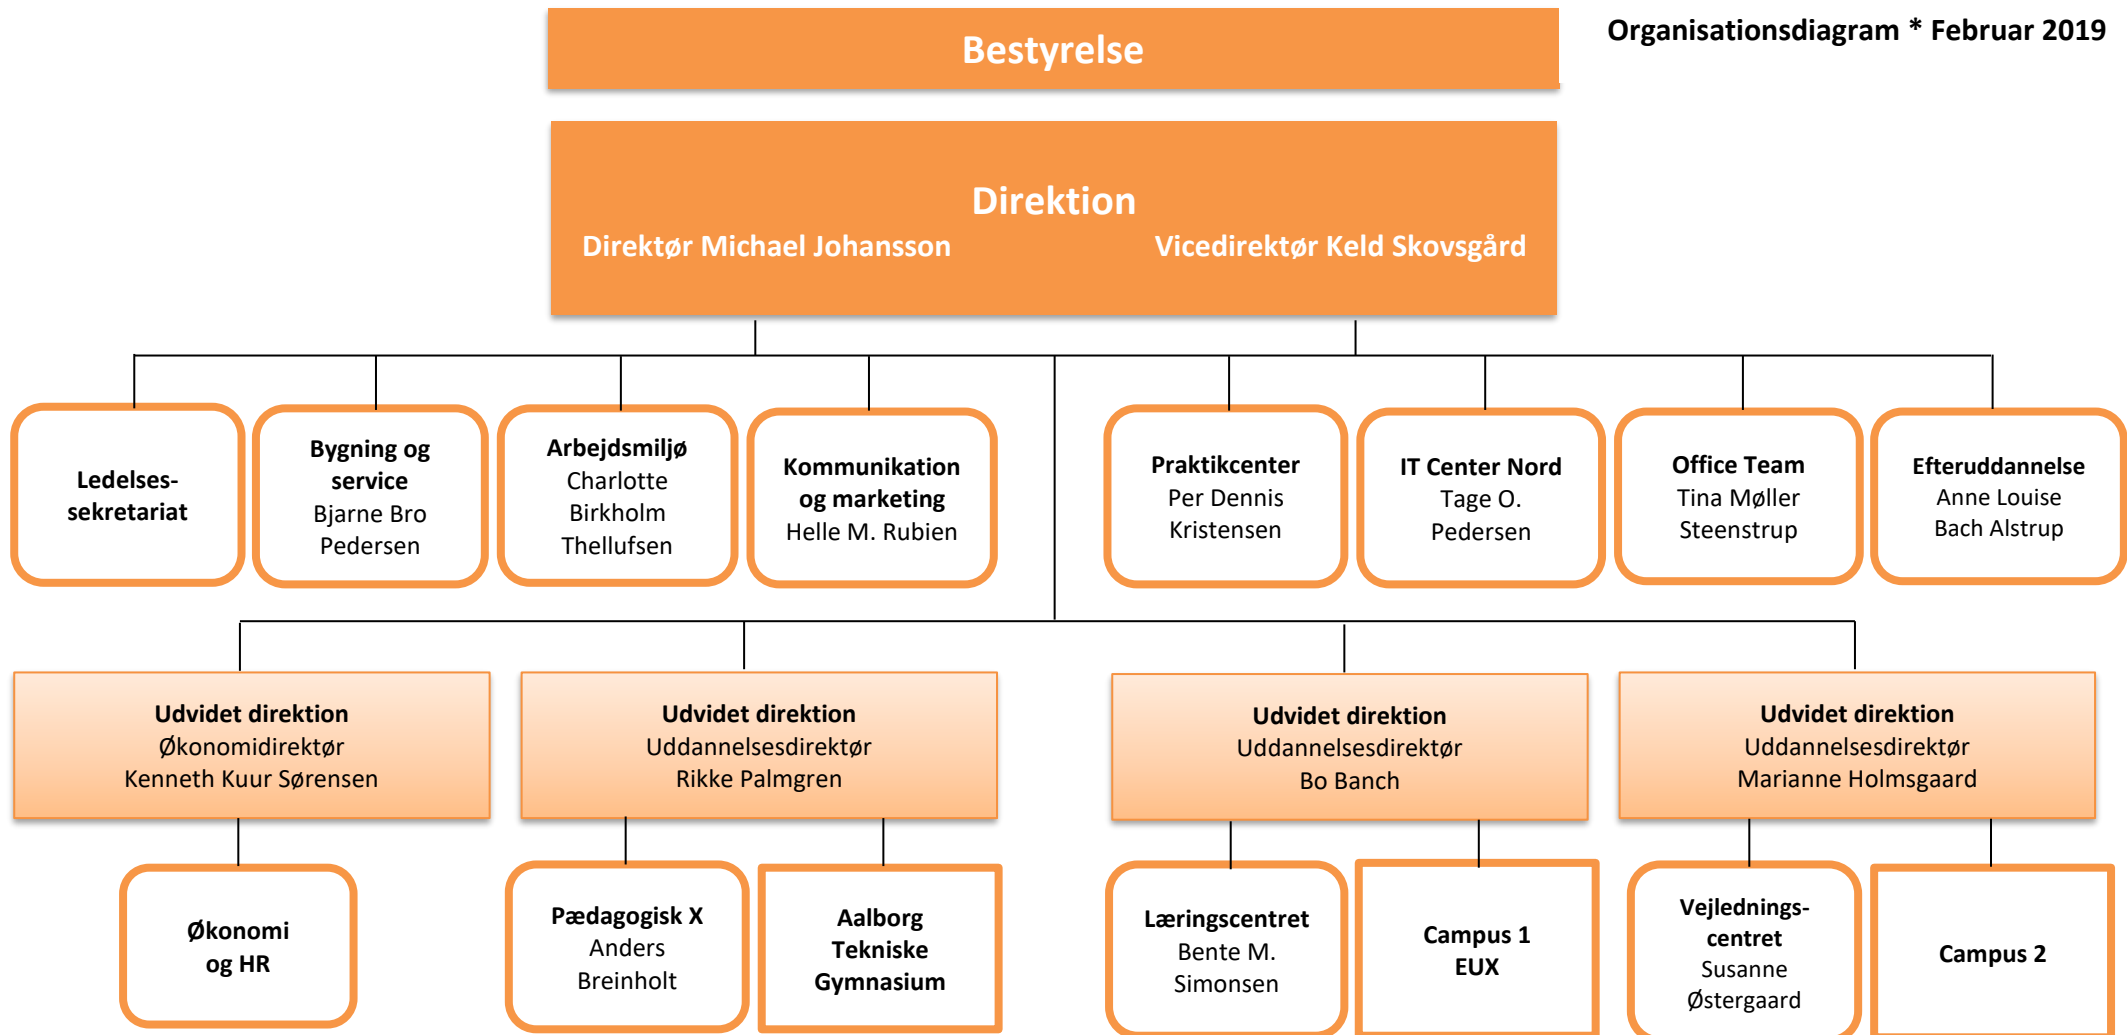 Organisationsdiagram * Februar 2019
Bestyrelse
Direktion
Direktør Michael Johansson
Vicedirektør Keld Skovsgård
Ledelses-
sekretariat
Bygning og
service
Bjarne Bro
Pedersen
Arbejdsmiljø
Charlotte
Birkholm
Thellufsen
Kommunikation
og marketing
Helle M. Rubien
Praktikcenter
Per Dennis
Kristensen
IT Center Nord
Tage O.
Pedersen
Office Team
Tina Møller
Steenstrup
Efteruddannelse
Anne Louise
Bach Alstrup
Udvidet direktion
Økonomidirektør
Kenneth Kuur Sørensen
Udvidet direktion
Uddannelsesdirektør
Rikke Palmgren
Udvidet direktion
Uddannelsesdirektør
Bo Banch
Udvidet direktion
Uddannelsesdirektør
Marianne Holmsgaard
Økonomi
og HR
Pædagogisk X
Anders
Breinholt
Aalborg
Tekniske
Gymnasium
Læringscentret
Bente M.
Simonsen
Campus 1
EUX
Vejlednings-
centret
Susanne
Østergaard
Campus 2